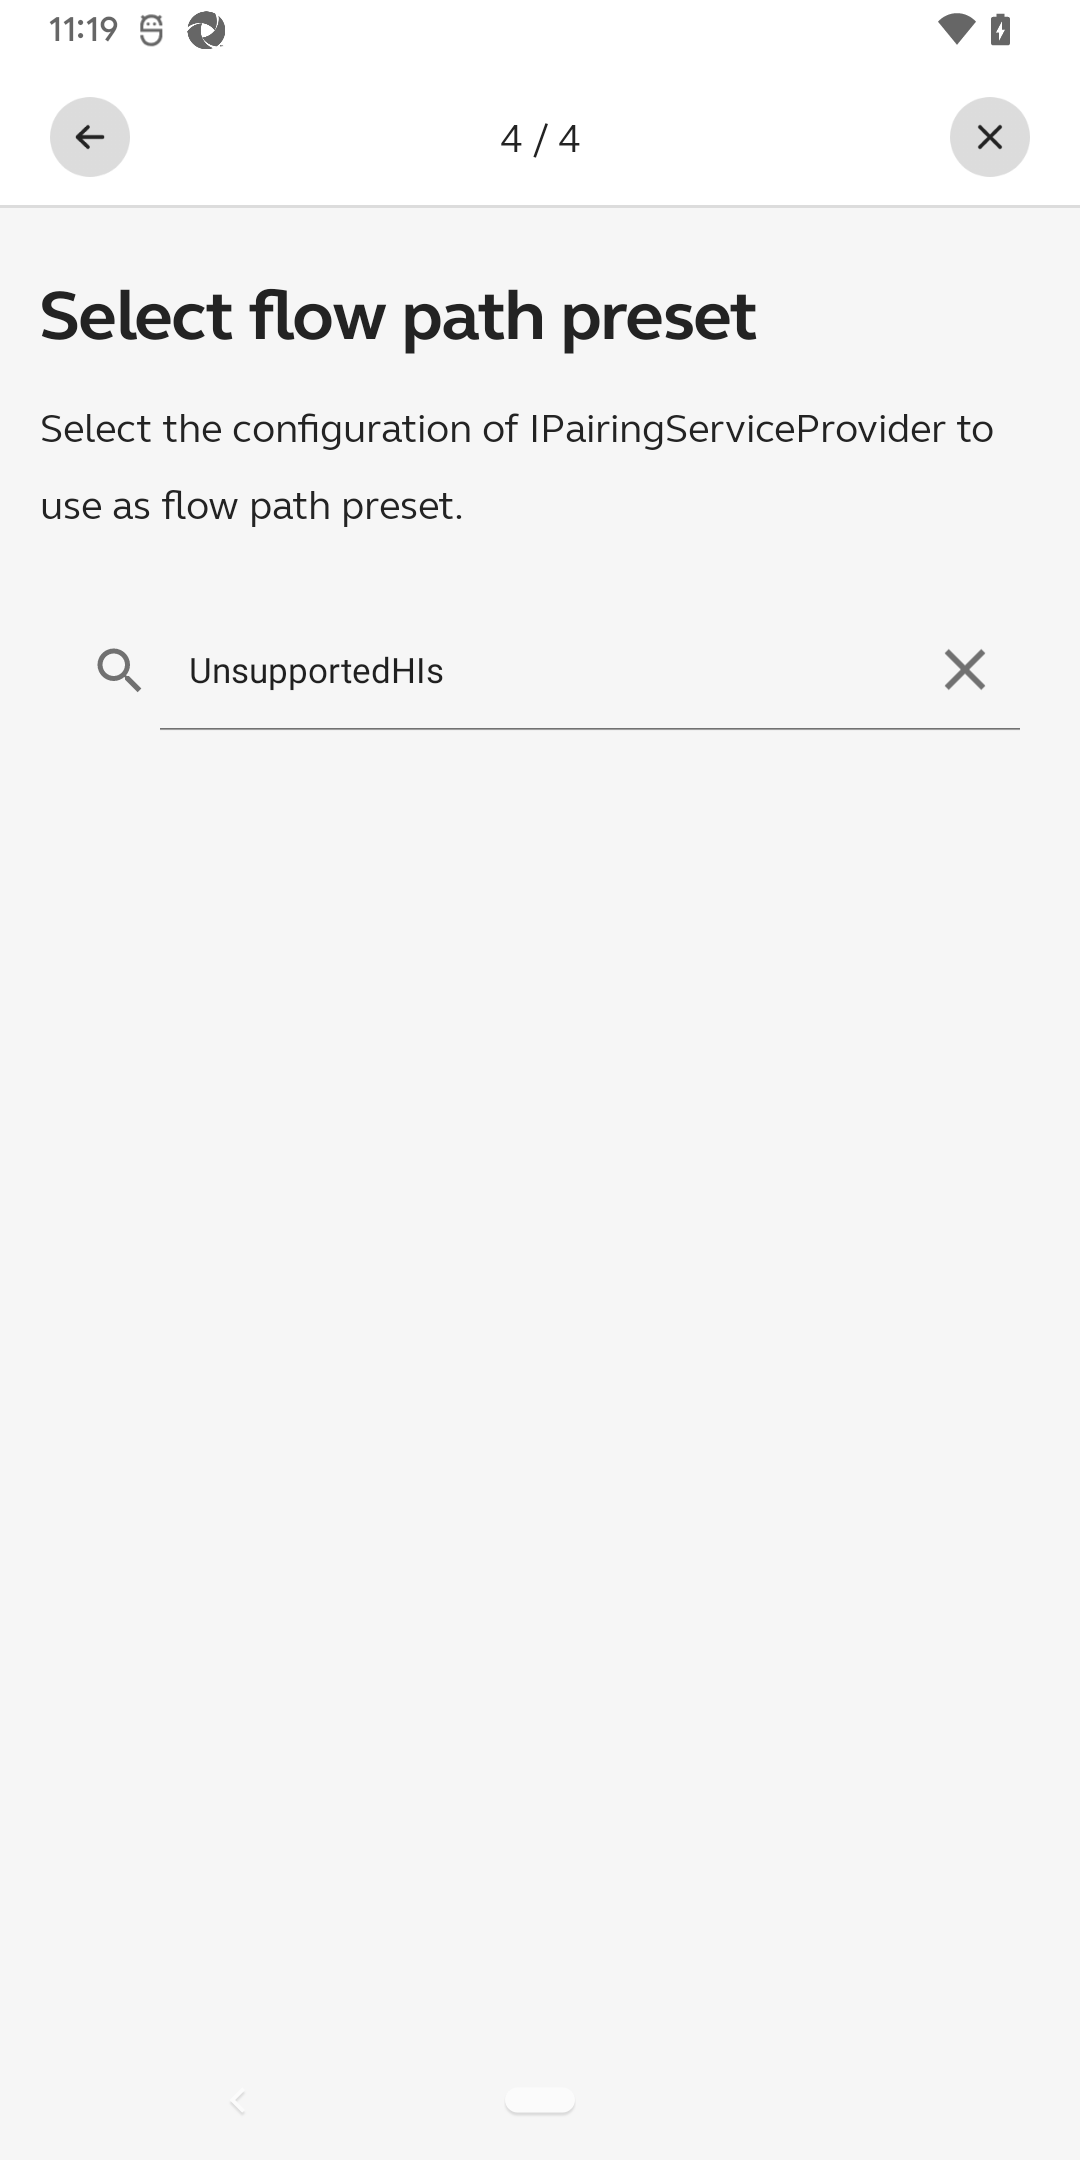 11:19
4 / 4
Select flow path preset
Select the configuration of IPairingServiceProvider to
use as flow path preset.
UnsupportedHIs